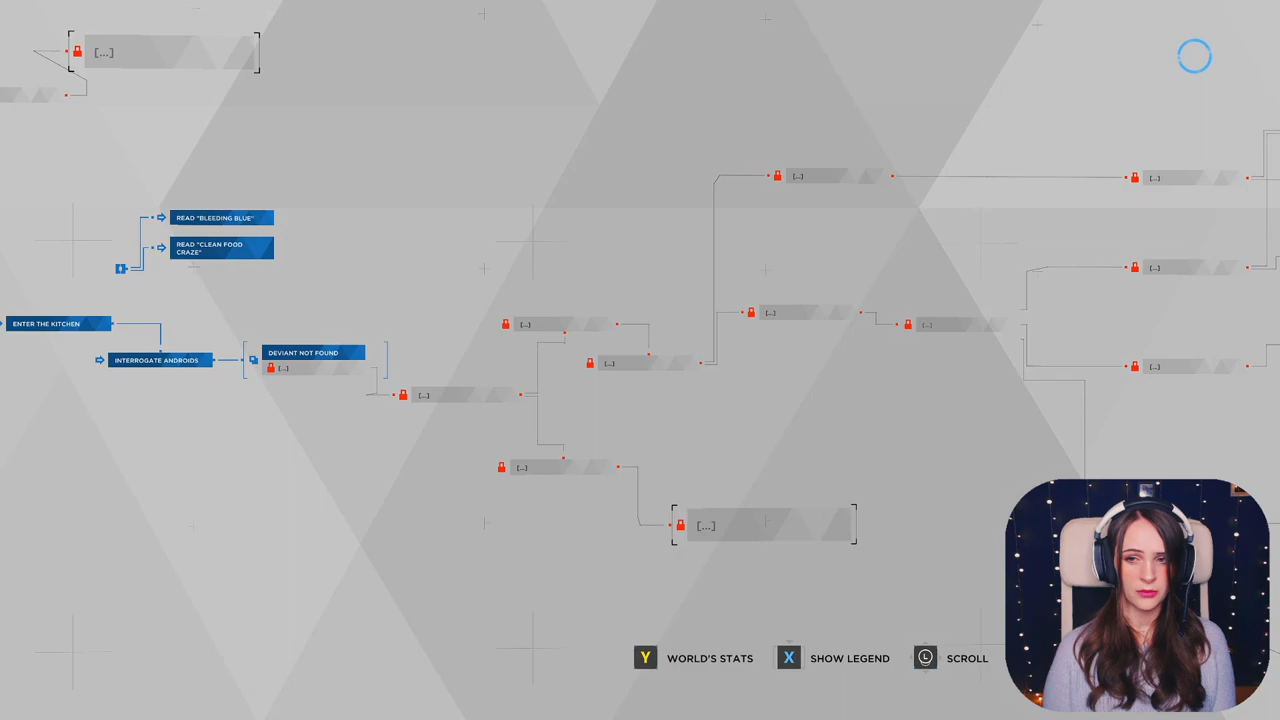 [...]
[...]
[...]
READ "BLEEDING BLUE"
READ "CLEAN FOOD
CRAZE"
[...]
[...]
ENTER THE KITCHEN
[...]
[...]
DEVIANT NOT FOUND
INTERROGATE ANDROIDS
[...]
[...]
[...]
[...]
[...]
[...]
Y WORLD'S STATS
X SHOW LEGEND
L SCROLL